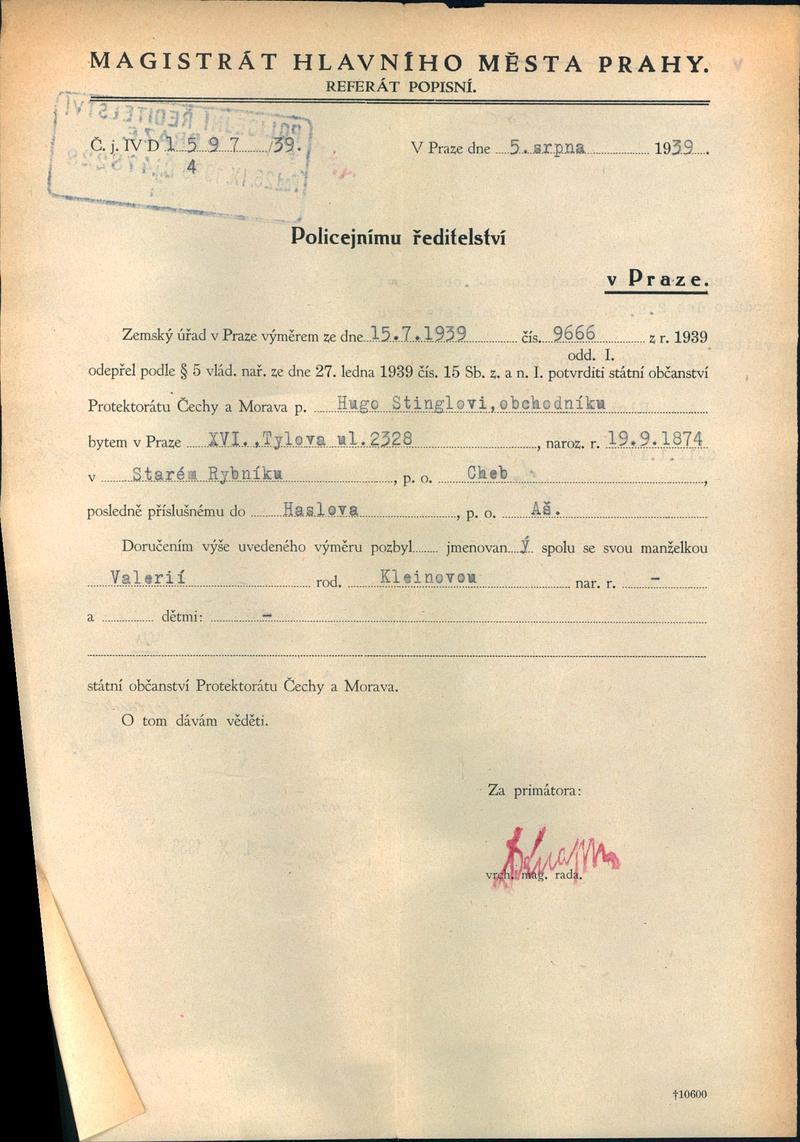 MAGISTRÁT HLAVNÍHO MĚSTA PRAHY.
REFERÁT POPISNÍ.
Č. j. IV D 1 5 9 7 /39.
4
V Praze dne 5. srpna 1939.
Policejnímu ředitelství
v Praze.
Zemský úřad v Praze výměrem ze dne 15.7.1939 čís. 9666 z r. 1939
odd. I.
odepřel podle § 5 vlád. nař. ze dne 27. ledna 1939 čís. 15 Sb. z. a n. I. potvrditi státní občanství
Protektorátu Čechy a Morava p. Hugo Stinglovi, obchodníku
bytem v Praze XVI., Tylova ul. 2328, naroz. r. 19.9.1874
v Starém Rybníku, p. o. Cheb,
posledně příslušnému do Haslova, p. o. Aš.
Doručením výše uvedeného výměru pozbyl jmenovan ý spolu se svou manželkou
Valerií rod. Kleinovou nar. r. –
a dětmi: –
státní občanství Protektorátu Čechy a Morava.
O tom dávám věděti.
Za primátora:
vrch. mag. rada.
†10600